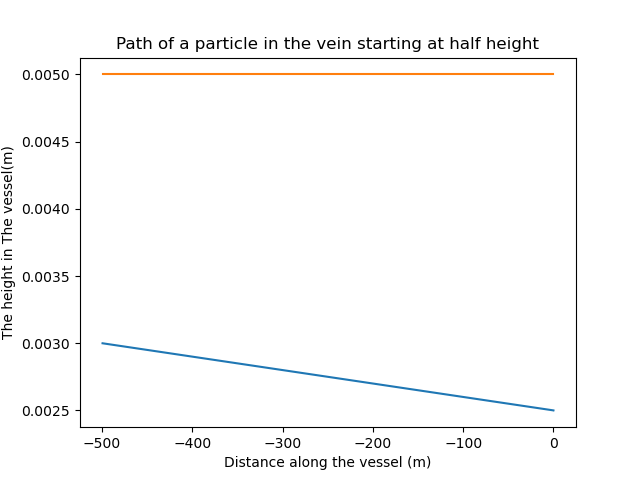 Path of a particle in the vein starting at half height
The height in The vessel(m)
0.0050
0.0045
0.0040
0.0035
0.0030
0.0025
−500 −400 −300 −200 −100 0
Distance along the vessel (m)